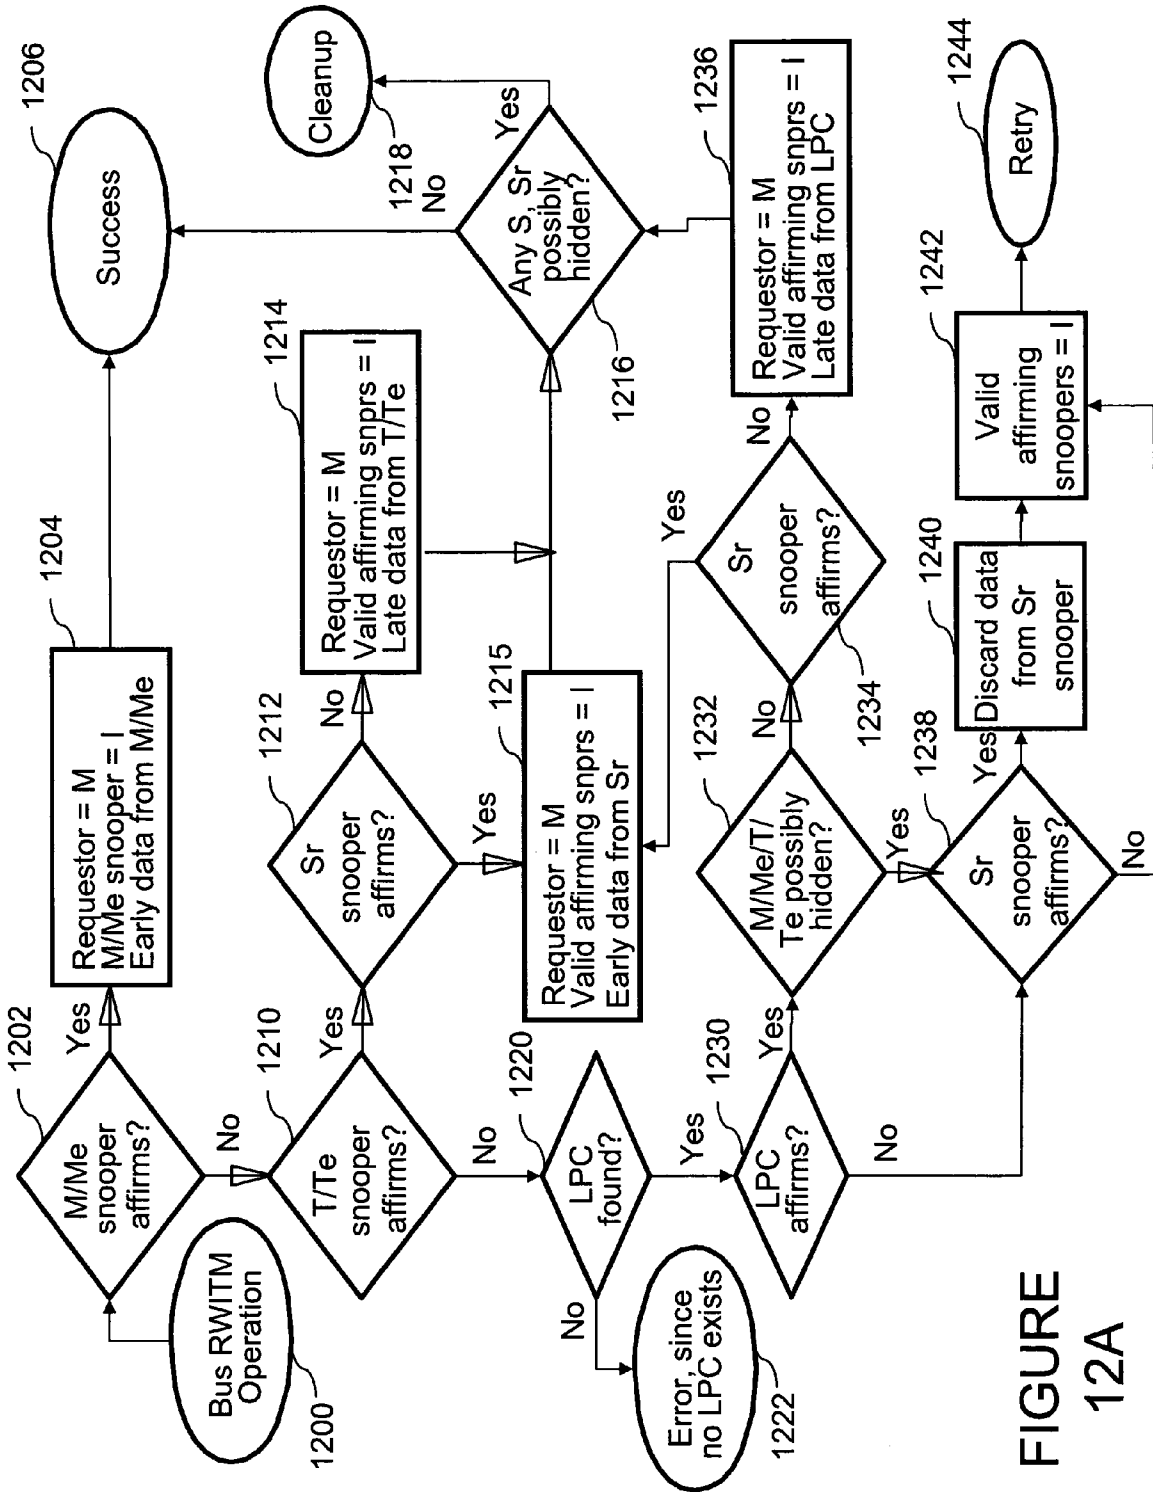 Bus RWITM
Operation
1200
M/Me
snooper
affirms?
1202
Yes
No
Requestor = M
M/Me snooper = I
Early data from M/Me
1204
Success
1206
T/Te
snooper
affirms?
1210
Yes
No
Sr
snooper
affirms?
1212
No
Yes
Requestor = M
Valid affirming snprs = I
Late data from T/Te
1214
Requestor = M
Valid affirming snprs = I
Early data from Sr
1215
Any S, Sr
possibly
hidden?
1216
No
Yes
Cleanup
1218
LPC
found?
1220
No
Yes
Error, since
no LPC exists
1222
LPC
affirms?
1230
Yes
No
M/Me/T/
Te possibly
hidden?
1232
No
Yes
Sr
snooper
affirms?
1234
Yes
No
Requestor = M
Valid affirming snprs = I
Late data from LPC
1236
Sr
snooper
affirms?
1238
Yes
No
Discard data
from Sr
snooper
1240
Valid
affirming
snoopers = I
1242
Retry
1244
FIGURE
12A